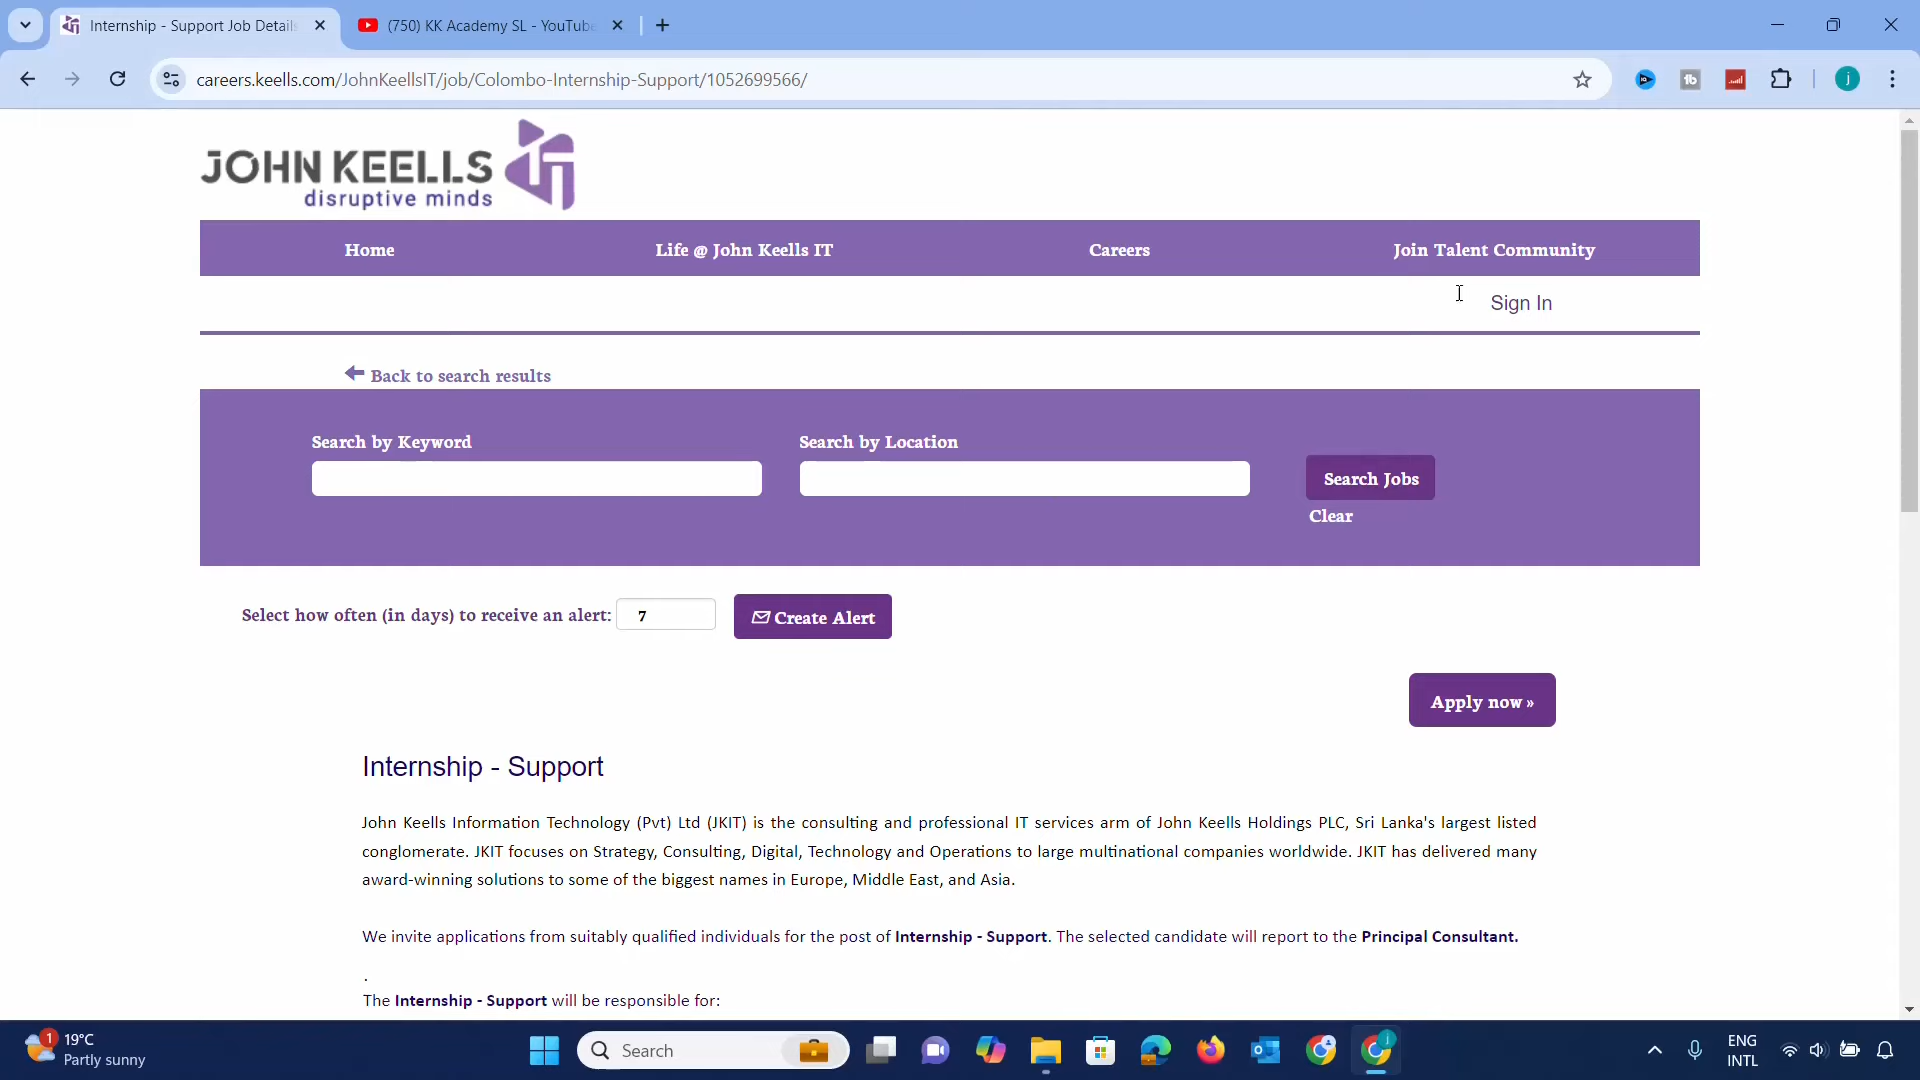 Internship - Support Job Details
(750) KK Academy SL - YouTube
careers.keells.com/JohnKeellsIT/job/Colombo-Internship-Support/1052699566/
j
JOHN KEELLS IT
disruptive minds
Home
Life @ John Keells IT
Careers
Join Talent Community
Sign In
Back to search results
Search by Keyword
Search by Location
Search Jobs
Clear
Select how often (in days) to receive an alert:
7
Create Alert
Apply now »
Internship - Support
John Keells Information Technology (Pvt) Ltd (JKIT) is the consulting and professional IT services arm of John Keells Holdings PLC, Sri Lanka's largest listed
conglomerate. JKIT focuses on Strategy, Consulting, Digital, Technology and Operations to large multinational companies worldwide. JKIT has delivered many
award-winning solutions to some of the biggest names in Europe, Middle East, and Asia.
We invite applications from suitably qualified individuals for the post of Internship - Support. The selected candidate will report to the Principal Consultant.
.
The Internship - Support will be responsible for:
1
19°C
Partly sunny
Search
j
ENG
INTL